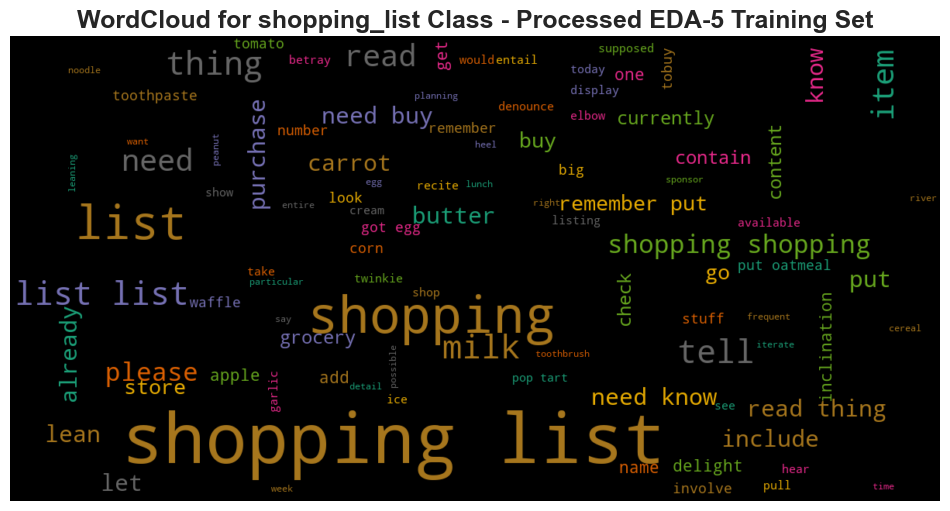 WordCloud for shopping_list Class - Processed EDA-5 Training Set
tomato
noodle
thing
betray
read
get
would
entail
supposed
today
one
tobuy
know
item
display
toothpaste
planning
purchase
need buy
number
remember
denounce
elbow
currently
want
peanut
heel
buy
content
leaning
need
carrot
contain
big
show
look
egg
recite
lunch
sponsor
entire
cream
butter
right
remember put
listing
river
list
got egg
available
corn
shopping shopping
take
particular
twinkie
go
put oatmeal
put
list list
waffle
shop
check
already
shopping
say
grocery
milk
stuff
frequent
inclination
cereal
toothbrush
tell
iterate
please
store
apple
garlic
add
detail
possible
pop tart
ice
need know
see
read thing
lean
shopping list
include
name
delight
hear
let
week
involve
pull
time